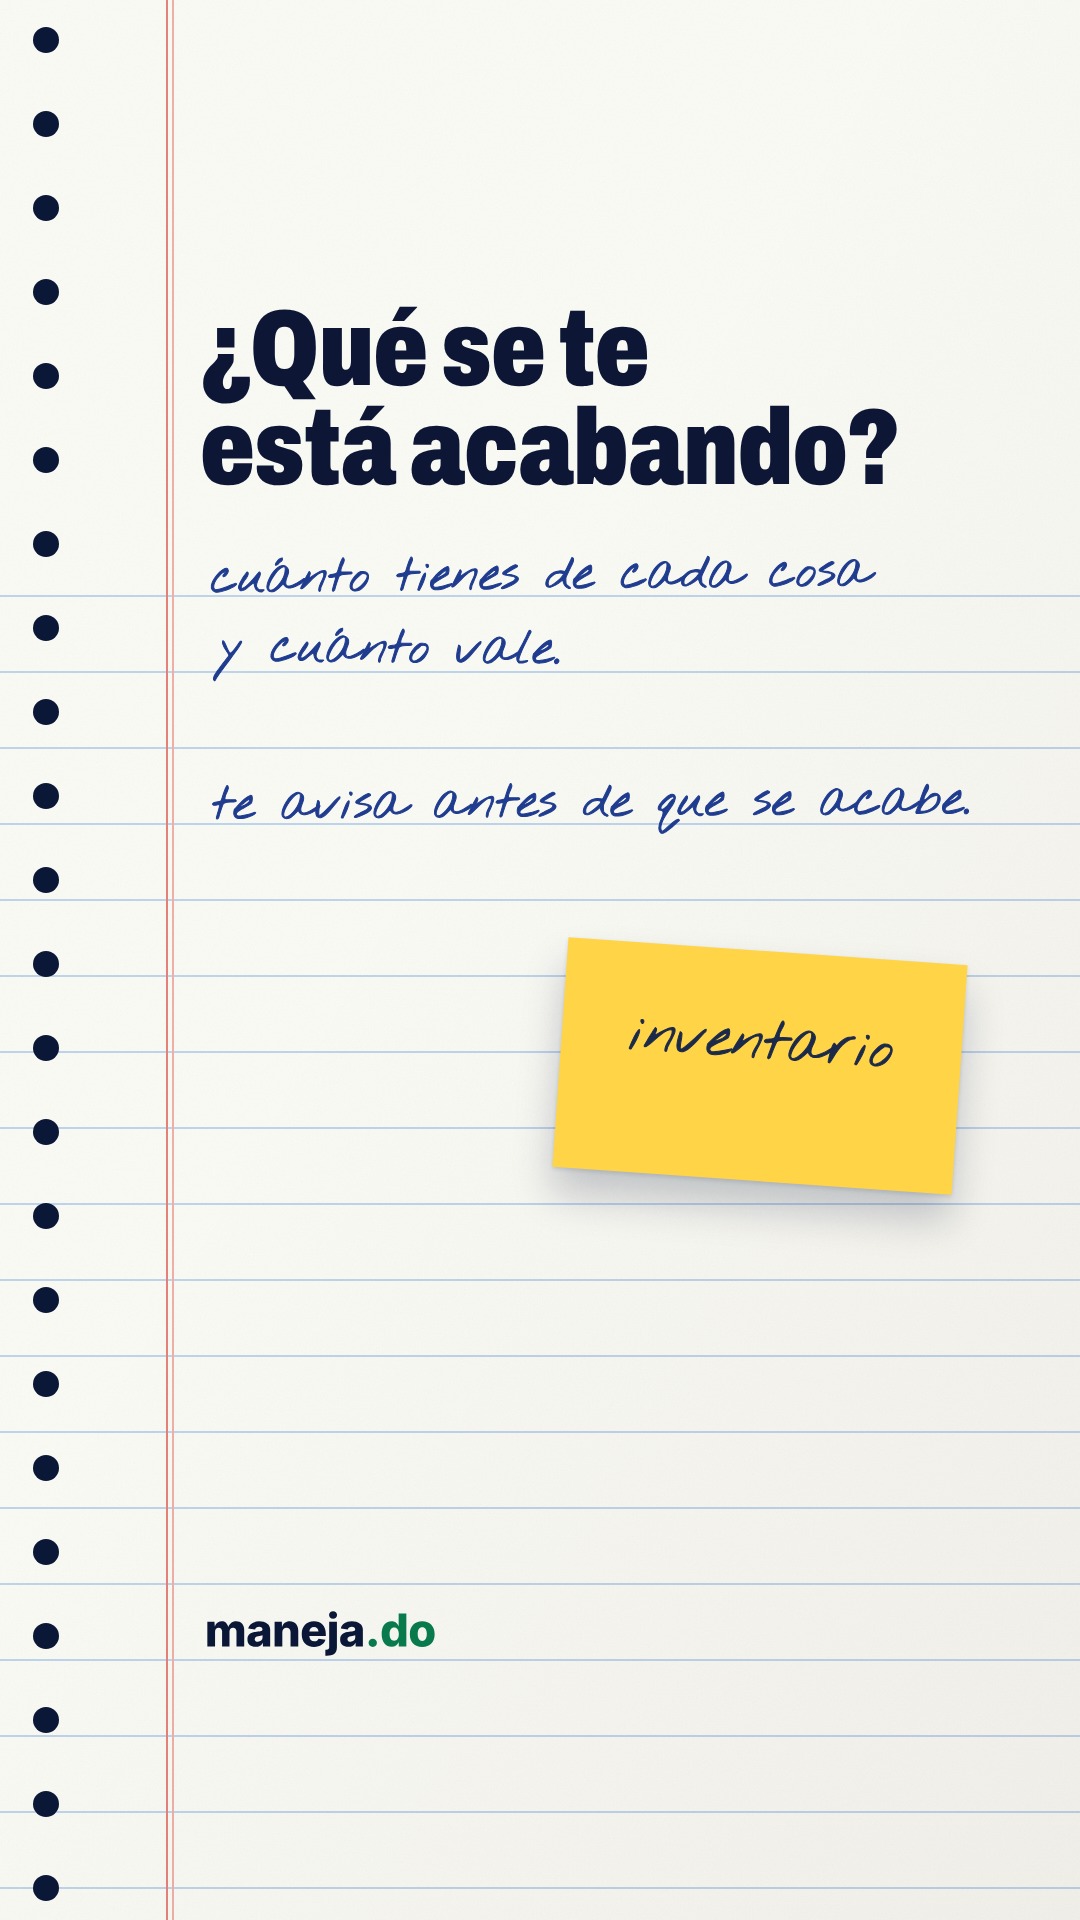 ¿Qué se te
está acabando?
cuánto tienes de cada cosa
y cuánto vale.
te avisa antes de que se acabe.
inventario
maneja.do